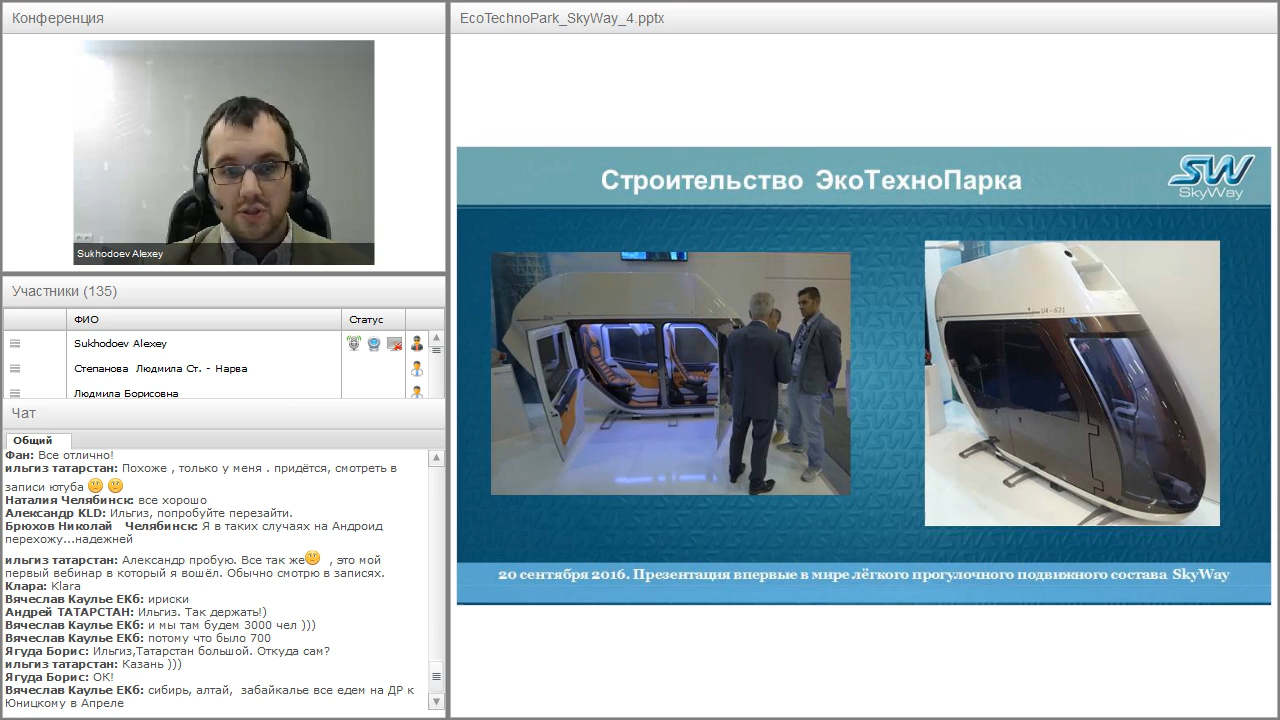 Конференция
Sukhodoev Alexey
Участники (135)
ФИО
Статус
Sukhodoev Alexey
Степанова Людмила Ст. - Нарва
Людмила Борисовна
Чат
Общий
Фан: Все отлично!
ильгиз татарстан: Похоже , только у меня . придётся, смотреть в
записи ютуба
Наталия Челябинск: все хорошо
Александр KLD: Ильгиз, попробуйте перезайти.
Брюхов Николай Челябинск: Я в таких случаях на Андроид
перехожу...надежней
ильгиз татарстан: Александр пробую. Все так же , это мой
первый вебинар в который я вошёл. Обычно смотрю в записях.
Клара: Klara
Вячеслав Каулье ЕКб: ириски
Андрей ТАТАРСТАН: Ильгиз. Так держать!)
Вячеслав Каулье ЕКб: и мы там будем 3000 чел )))
Вячеслав Каулье ЕКб: потому что было 700
Ягуда Борис: Ильгиз,Татарстан большой. Откуда сам?
ильгиз татарстан: Казань )))
Ягуда Борис: ОК!
Вячеслав Каулье ЕКб: сибирь, алтай, забайкалье все едем на ДР к
Юницкому в Апреле
EcoTechnoPark_SkyWay_4.pptx
Строительство ЭкоТехноПарка
SW
SkyWay
U4-621
20 сентября 2016. Презентация впервые в мире лёгкого прогулочного подвижного состава SkyWay